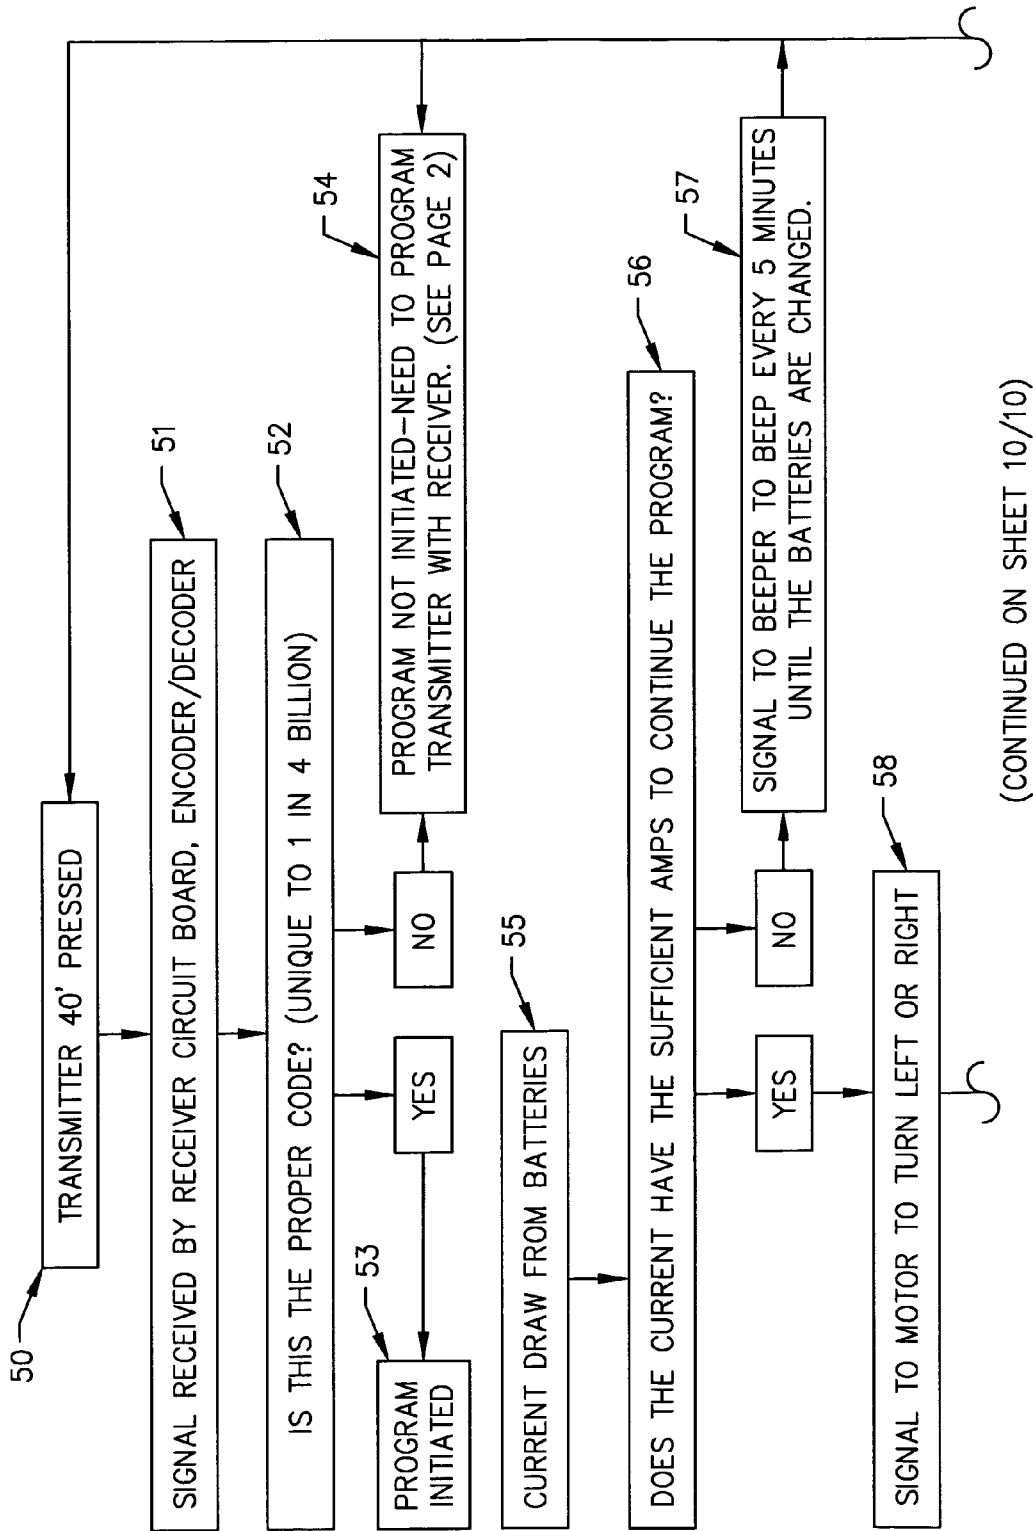 50
TRANSMITTER 40' PRESSED
51
SIGNAL RECEIVED BY RECEIVER CIRCUIT BOARD, ENCODER/DECODER
52
IS THIS THE PROPER CODE? (UNIQUE TO 1 IN 4 BILLION)
53
PROGRAM
INITIATED
YES
NO
54
PROGRAM NOT INITIATED-NEED TO PROGRAM
TRANSMITTER WITH RECEIVER. (SEE PAGE 2)
55
CURRENT DRAW FROM BATTERIES
56
DOES THE CURRENT HAVE THE SUFFICIENT AMPS TO CONTINUE THE PROGRAM?
YES
NO
57
SIGNAL TO BEEPER TO BEEP EVERY 5 MINUTES
UNTIL THE BATTERIES ARE CHANGED.
58
SIGNAL TO MOTOR TO TURN LEFT OR RIGHT
(CONTINUED ON SHEET 10/10)